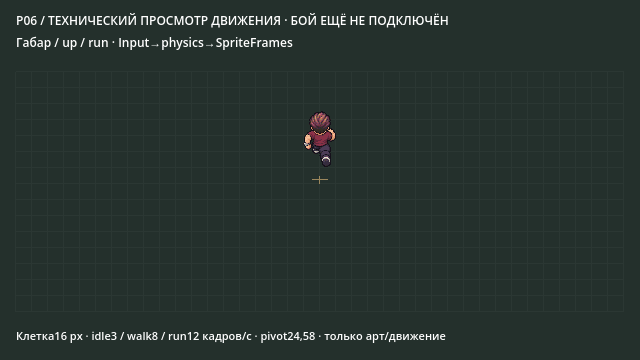 P06 / ТЕХНИЧЕСКИЙ ПРОСМОТР ДВИЖЕНИЯ · БОЙ ЕЩЁ НЕ ПОДКЛЮЧЁН
Габар / up / run · Input→physics→SpriteFrames
Клетка16 px · idle3 / walk8 / run12 кадров/с · pivot24,58 · только арт/движение